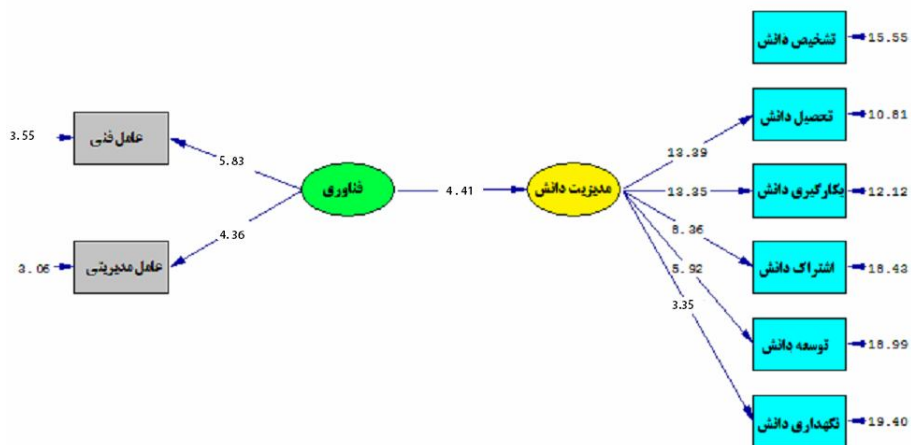 تشخیص دانش
15.55
تحصیل دانش
10.81
3.55
عامل فنی
5.83
13.39
فناوری
4.41
مدیریت دانش
13.35
بکارگیری دانش
12.12
4.36
8.36
3.06
عامل مدیریتی
اشتراک دانش
18.43
5.92
3.35
توسعه دانش
18.99
نگهداری دانش
19.40